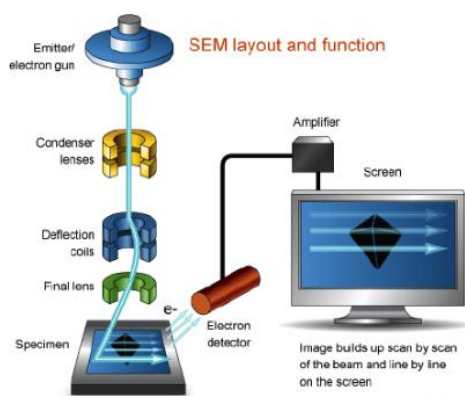 SEM layout and function
Emitter/
electron gun
Condenser
lenses
Deflection
coils
Final lens
Specimen
e-
Electron
detector
Amplifier
Screen
Image builds up scan by scan
of the beam and line by line
on the screen